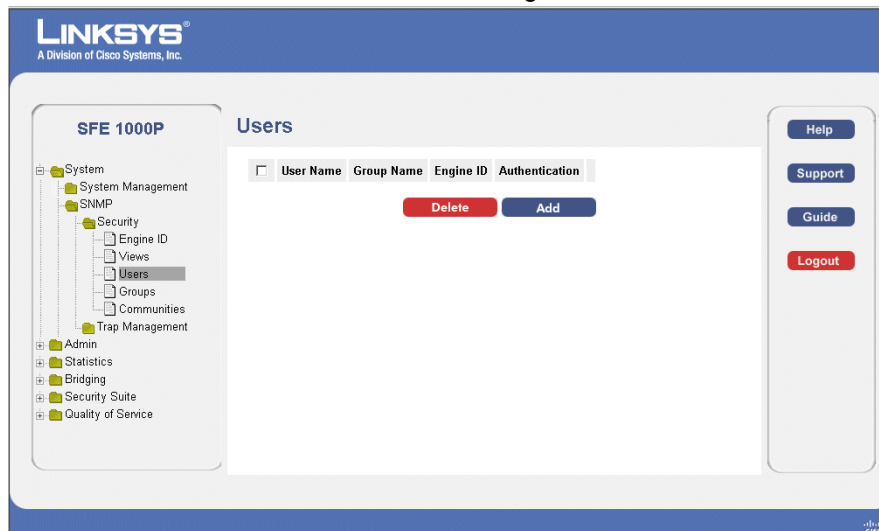 LINKSYS®
A Division of Cisco Systems, Inc.
SFE 1000P
System
System Management
SNMP
Security
Engine ID
Views
Users
Groups
Communities
Trap Management
Admin
Statistics
Bridging
Security Suite
Quality of Service
Users
User Name Group Name Engine ID Authentication
Delete Add
Help
Support
Guide
Logout